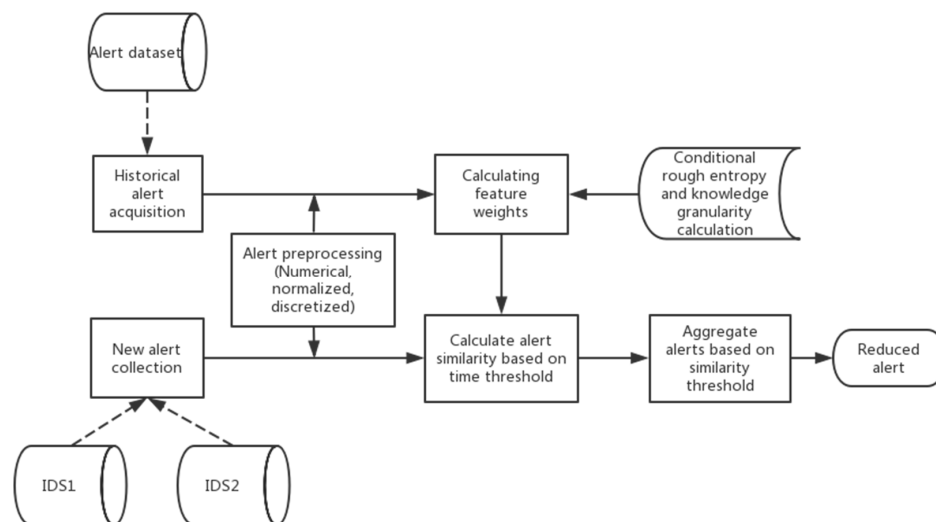 Alert dataset
Historical
alert
acquisition
Calculating
feature
weights
Conditional
rough entropy
and knowledge
granularity
calculation
Alert preprocessing
(Numerical,
normalized,
discretized)
New alert
collection
Calculate alert
similarity based on
time threshold
Aggregate
alerts based on
similarity
threshold
Reduced
alert
IDS1
IDS2